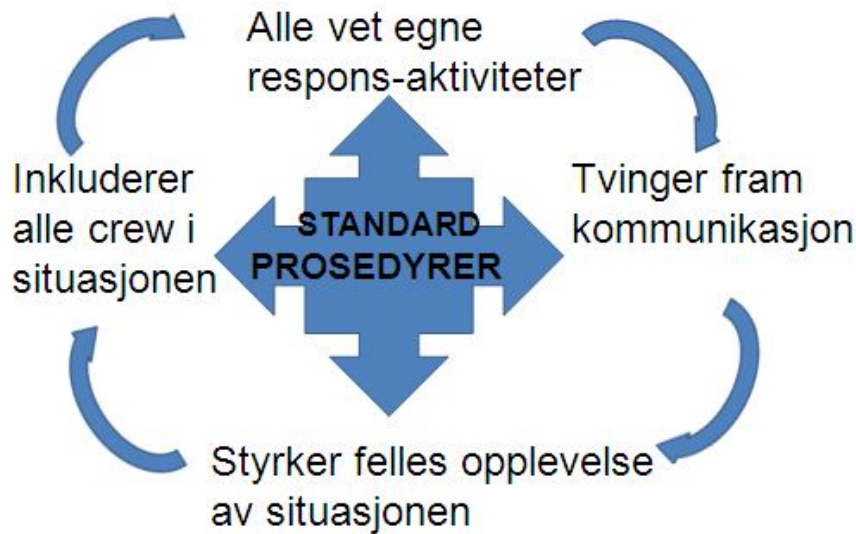 Alle vet egne
respons-aktiviteter
Tvinger fram
kommunikasjon
Styrker felles opplevelse
av situasjonen
Inkluderer
alle crew i
situasjonen
STANDARD
PROSEDYRER